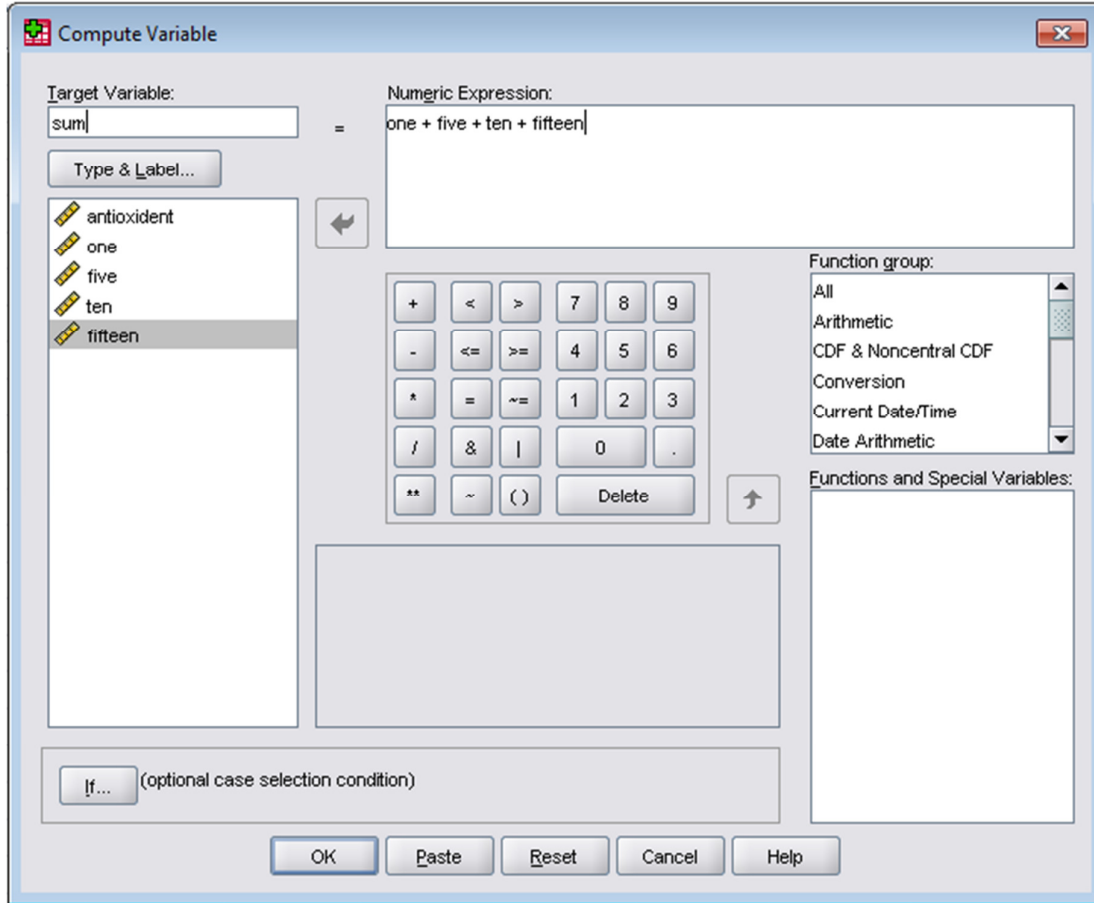 Compute Variable
Target Variable:
sum
=
Numeric Expression:
one + five + ten + fifteen
Type & Label...
antioxident
one
five
ten
fifteen
+ < > 7 8 9
- <= >= 4 5 6
* = ~= 1 2 3
/ & | 0 .
** ~ ( ) Delete
Function group:
All
Arithmetic
CDF & Noncentral CDF
Conversion
Current Date/Time
Date Arithmetic
Functions and Special Variables:
If... (optional case selection condition)
OK Paste Reset Cancel Help